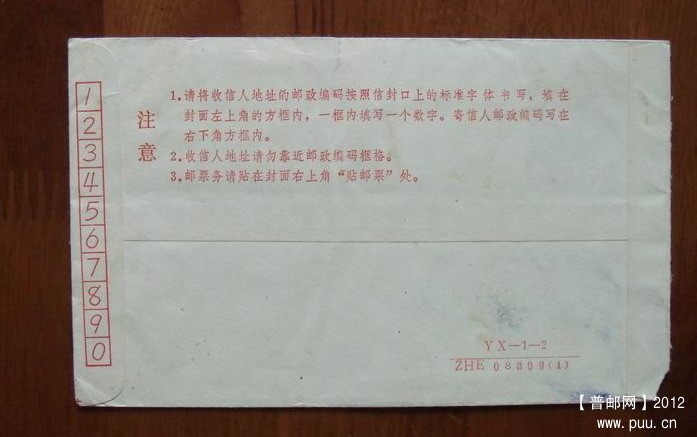 1
2
3
4
5
6
7
8
9
0
注意
1.请将收信人地址的邮政编码按照信封口上的标准字体书写，填在
封面左上角的方框内，一框内填写一个数字。寄信人邮政编码写在
右下角方框内。
2.收信人地址请勿靠近邮政编码框格。
3.邮票务请贴在封面右上角“贴邮票”处。
YX—1—2
ZHE 08300(1)
【普邮网】2012
www.puu.cn